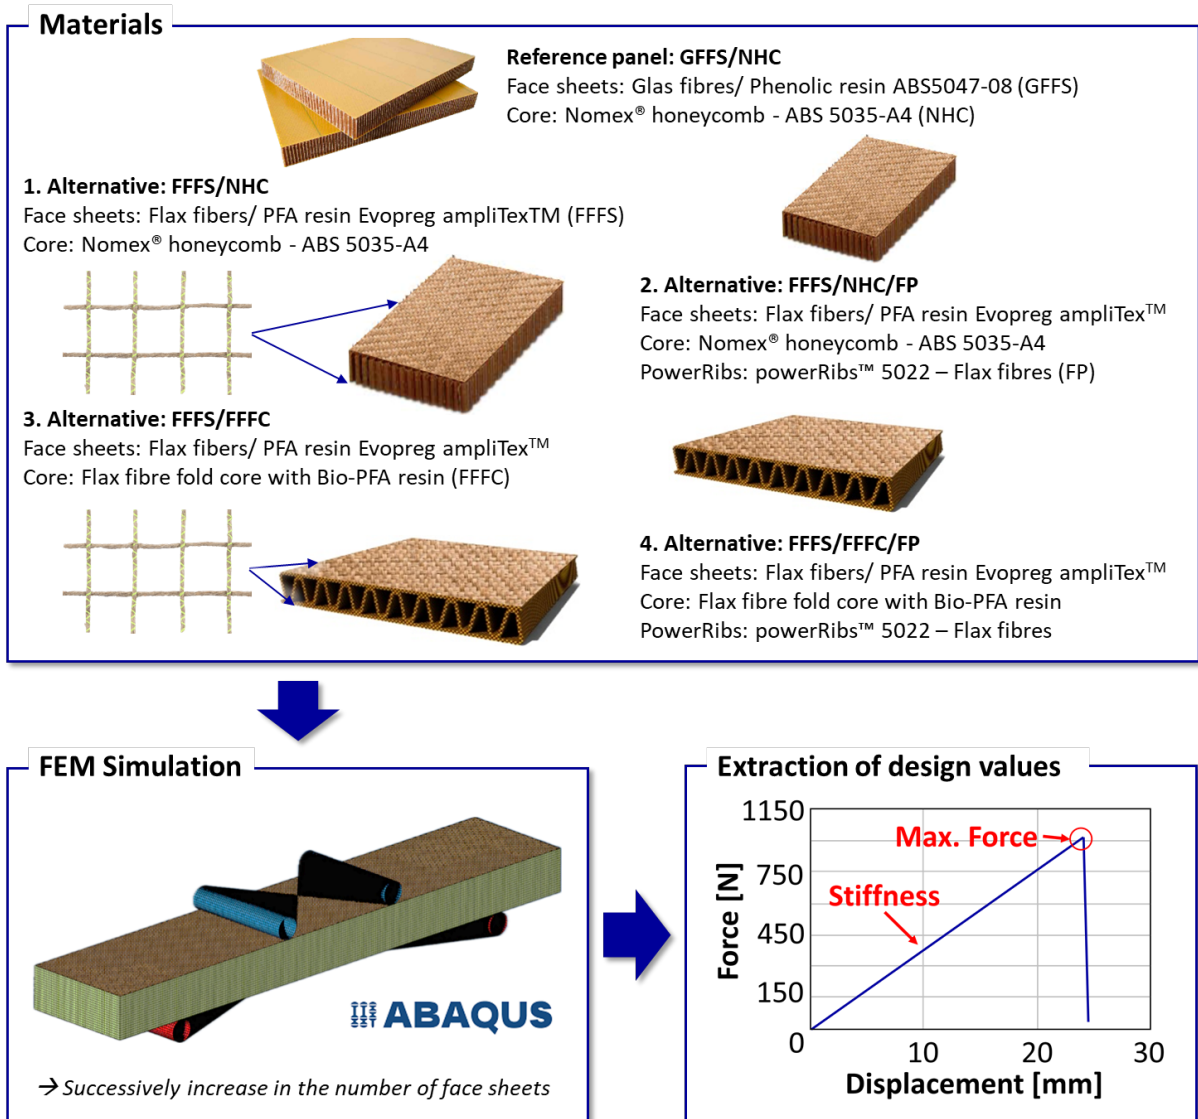 Materials
Reference panel: GFFS/NHC
Face sheets: Glas fibres/ Phenolic resin ABS5047-08 (GFFS)
Core: Nomex® honeycomb - ABS 5035-A4 (NHC)
1. Alternative: FFFS/NHC
Face sheets: Flax fibers/ PFA resin Evopreg ampliTexTM (FFFS)
Core: Nomex® honeycomb - ABS 5035-A4
2. Alternative: FFFS/NHC/FP
Face sheets: Flax fibers/ PFA resin Evopreg ampliTex™
Core: Nomex® honeycomb - ABS 5035-A4
PowerRibs: powerRibs™ 5022 – Flax fibres (FP)
3. Alternative: FFFS/FFFC
Face sheets: Flax fibers/ PFA resin Evopreg ampliTex™
Core: Flax fibre fold core with Bio-PFA resin (FFFC)
4. Alternative: FFFS/FFFC/FP
Face sheets: Flax fibers/ PFA resin Evopreg ampliTex™
Core: Flax fibre fold core with Bio-PFA resin
PowerRibs: powerRibs™ 5022 – Flax fibres
FEM Simulation
ABAQUS
→ Successively increase in the number of face sheets
Extraction of design values
1150
750
450
150
0
Force [N]
Max. Force
Stiffness
10
20
30
Displacement [mm]